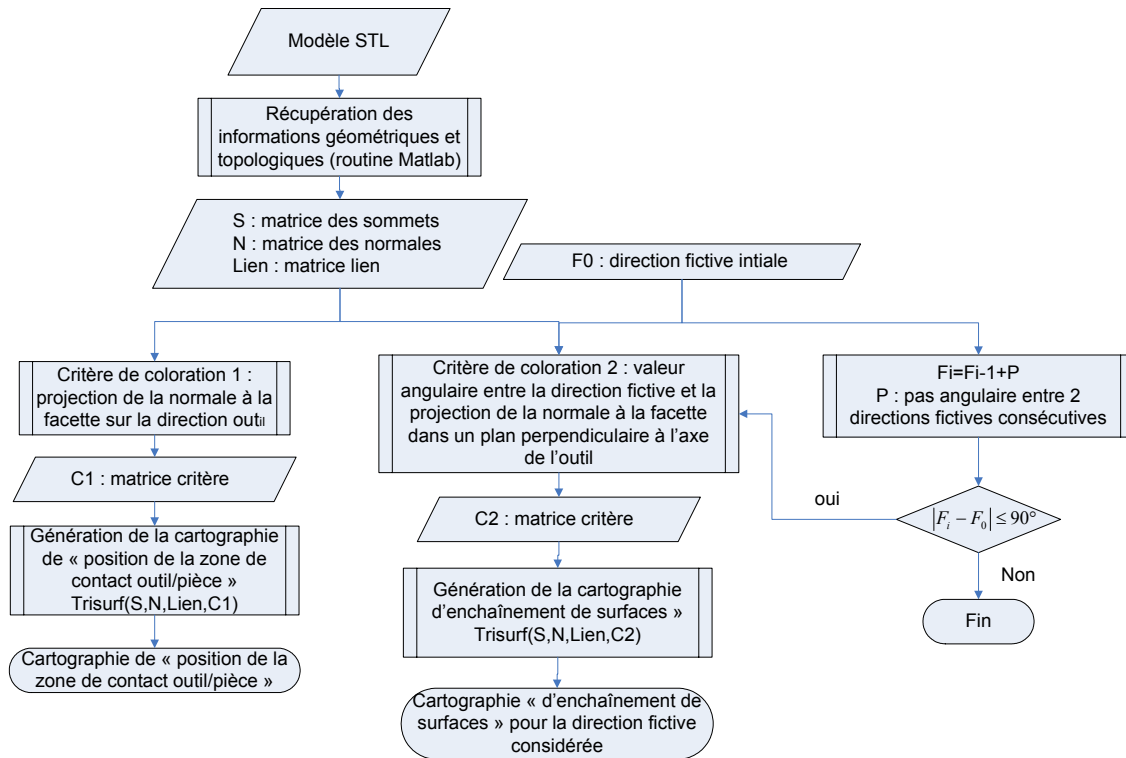 Modèle STL
Récupération des
informations géométriques et
topologiques (routine Matlab)
S : matrice des sommets
N : matrice des normales
Lien : matrice lien
F0 : direction fictive intiale
Critère de coloration 1 :
projection de la normale à la
facette sur la direction outil
Critère de coloration 2 : valeur
angulaire entre la direction fictive et la
projection de la normale à la facette
dans un plan perpendiculaire à l’axe
de l’outil
Fi=Fi-1+P
P : pas angulaire entre 2
directions fictives consécutives
C1 : matrice critère
C2 : matrice critère
oui
|F_i − F_0| ≤ 90°
Non
Fin
Génération de la cartographie
de « position de la zone de
contact outil/pièce »
Trisurf(S,N,Lien,C1)
Génération de la cartographie
d’enchaînement de surfaces »
Trisurf(S,N,Lien,C2)
Cartographie de « position de la
zone de contact outil/pièce »
Cartographie « d’enchaînement de
surfaces » pour la direction fictive
considérée